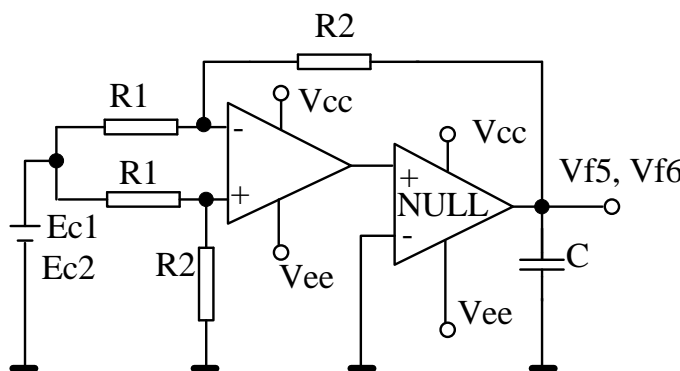 R2
R1
Vcc
-
Vcc
Vf5, Vf6
R1
+
+
NULL
-
Ec1
Ec2
R2
Vee
C
Vee